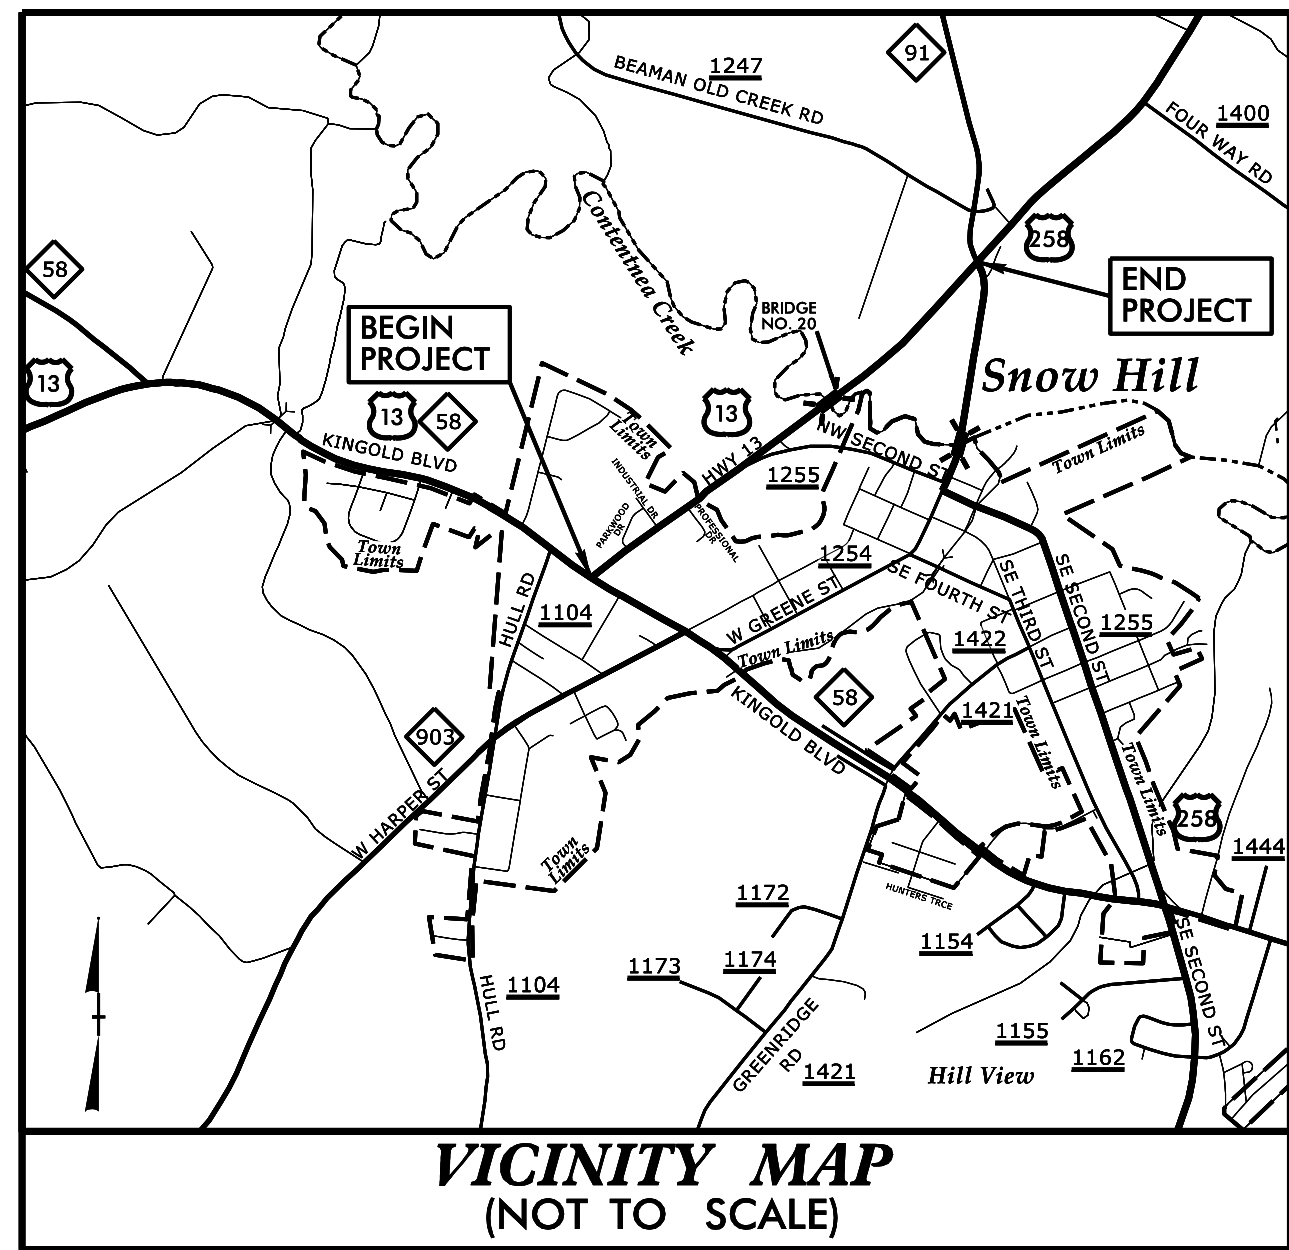 91
1247
BEAMAN OLD CREEK RD
1400
FOUR WAY RD
Contentnea Creek
258
58
END
PROJECT
BRIDGE
NO. 20
BEGIN
PROJECT
13
Snow Hill
13
58
13
KINGOLD BLVD
Town
Limits
HWY 13
NW SECOND ST
Town Limits
INDUSTRIAL DR
1255
PARKWOOD
DR
PROFESSIONAL
DR
Town
Limits
1254
SE FOURTH ST
SE THIRD ST
SE SECOND ST
HULL RD
1104
W GREENE ST
1422
1255
Town Limits
58
KINGOLD BLVD
1421
Town Limits
903
Town Limits
W HARPER ST
258
Town
Limits
1444
HUNTERS TRCE
1172
1154
SE SECOND ST
1173
1174
HULL RD
1104
GREENRIDGE
RD
1421
1155
1162
Hill View
VICINITY MAP
(NOT TO SCALE)